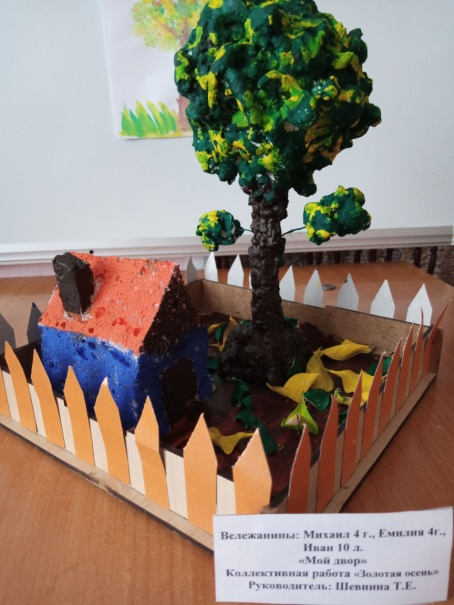 Вележанины: Михаил 4 г., Емилия 4г.,
Иван 10 л.
«Мой двор»
Коллективная работа «Золотая осень»
Руководитель: Шевнина Т.Е.